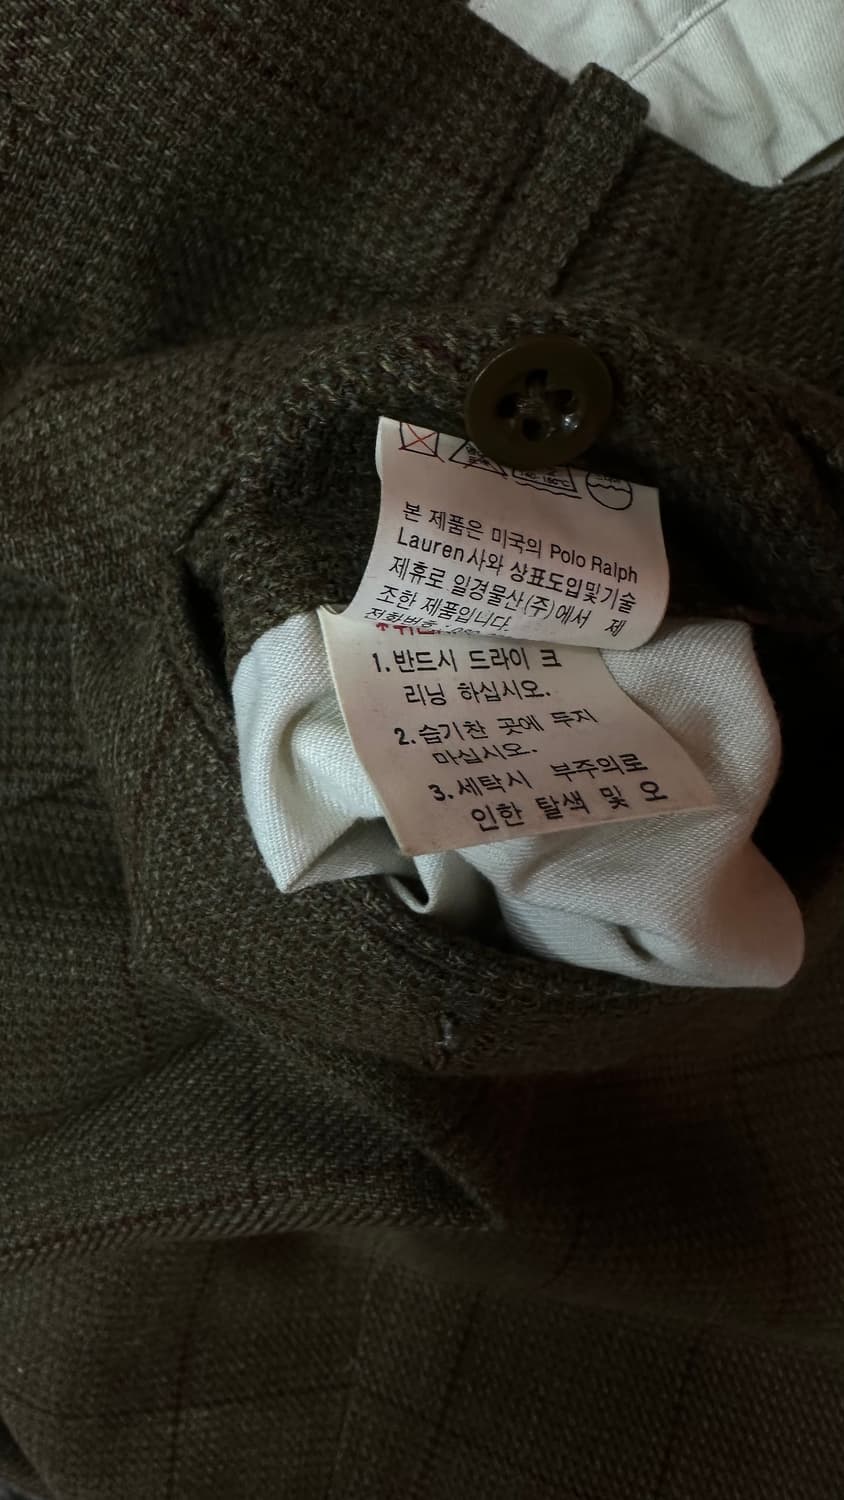 본 제품은 미국의 Polo Ralph
Lauren사와 상표도입및기술
제휴로 일경물산(주)에서 제
조한 제품입니다.
전화번호
1. 반드시 드라이 크
리닝 하십시오.
2. 습기찬 곳에 두지
마십시오.
3. 세탁시 부주의로
인한 탈색 및 오